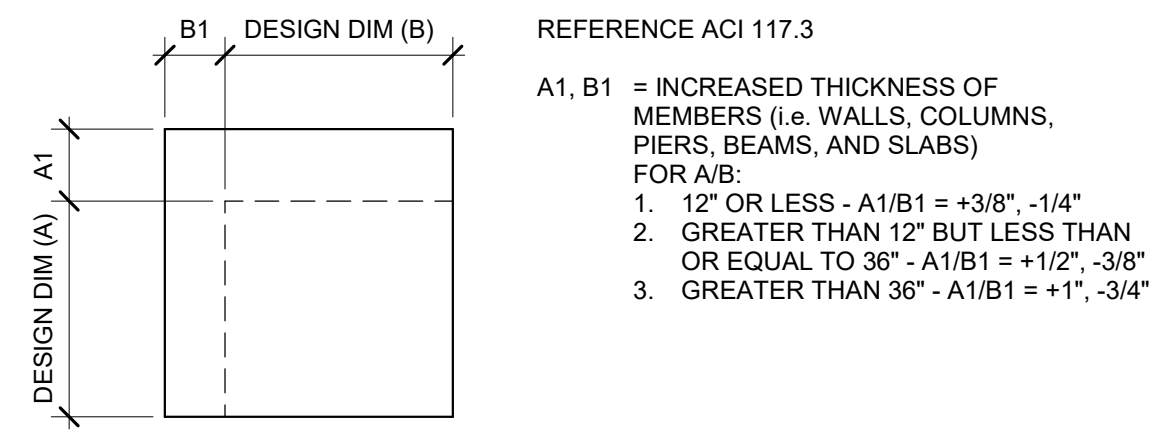 B1 DESIGN DIM (B)
A1
DESIGN DIM (A)
REFERENCE ACI 117.3
A1, B1 = INCREASED THICKNESS OF
MEMBERS (i.e. WALLS, COLUMNS,
PIERS, BEAMS, AND SLABS)
FOR A/B:
1. 12" OR LESS - A1/B1 = +3/8", -1/4"
2. GREATER THAN 12" BUT LESS THAN
OR EQUAL TO 36" - A1/B1 = +1/2", -3/8"
3. GREATER THAN 36" - A1/B1 = +1", -3/4"